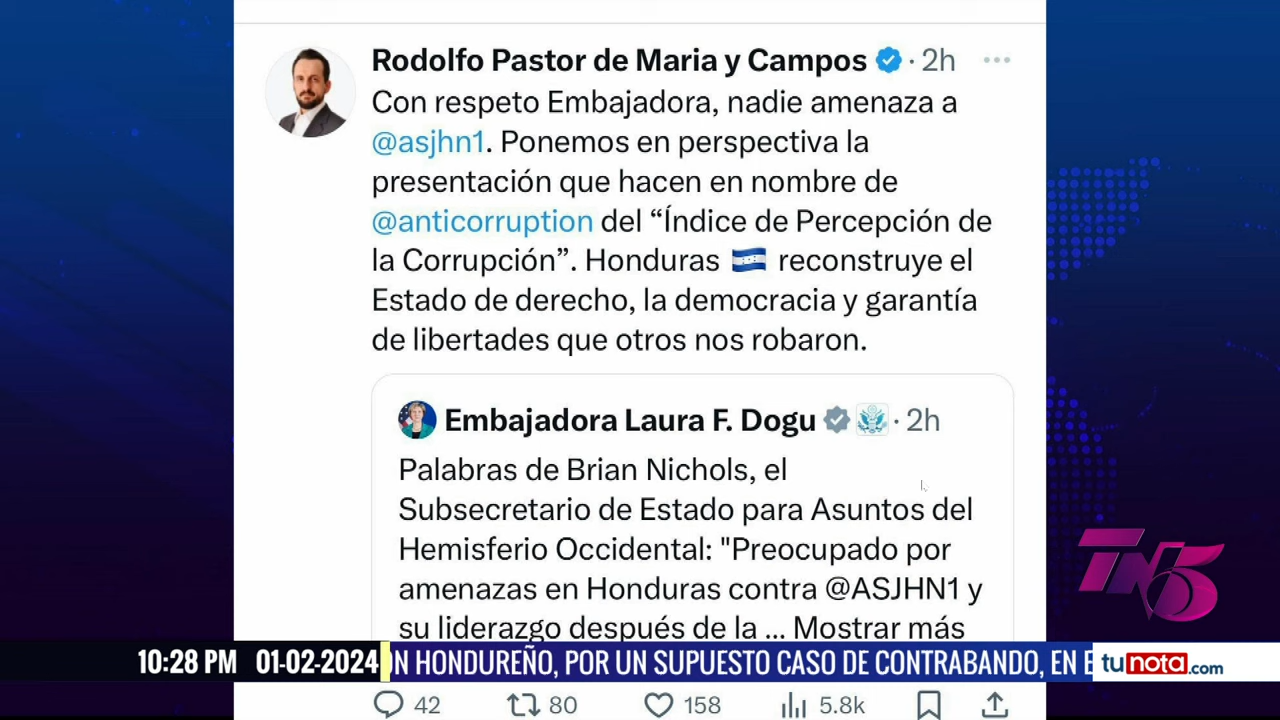 Rodolfo Pastor de Maria y Campos · 2h
Con respeto Embajadora, nadie amenaza a
@asjhn1. Ponemos en perspectiva la
presentación que hacen en nombre de
@anticorruption del “Índice de Percepción de
la Corrupción”. Honduras 🇭🇳 reconstruye el
Estado de derecho, la democracia y garantía
de libertades que otros nos robaron.
Embajadora Laura F. Dogu · 2h
Palabras de Brian Nichols, el
Subsecretario de Estado para Asuntos del
Hemisferio Occidental: "Preocupado por
amenazas en Honduras contra @ASJHN1 y
su liderazgo después de la ... Mostrar más
TN5
10:28 PM 01-02-2024 ON HONDUREÑO, POR UN SUPUESTO CASO DE CONTRABANDO, EN E tunota.com
42 80 158 5.8k